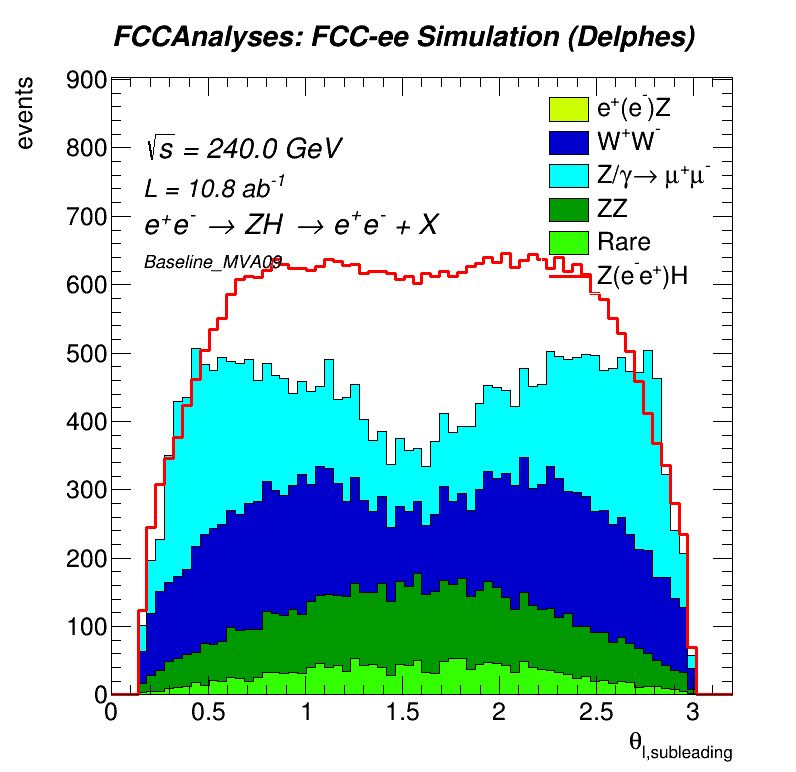 FCCAnalyses: FCC-ee Simulation (Delphes)
events
900
800
700
600
500
400
300
200
100
0
√s = 240.0 GeV
L = 10.8 ab⁻¹
e⁺e⁻ → ZH → e⁺e⁻ + X
Baseline_MVA09
e⁺(e⁻)Z
W⁺W⁻
Z/γ→ μ⁺μ⁻
ZZ
Rare
Z(e⁻e⁺)H
0 0.5 1 1.5 2 2.5 3
θl,subleading